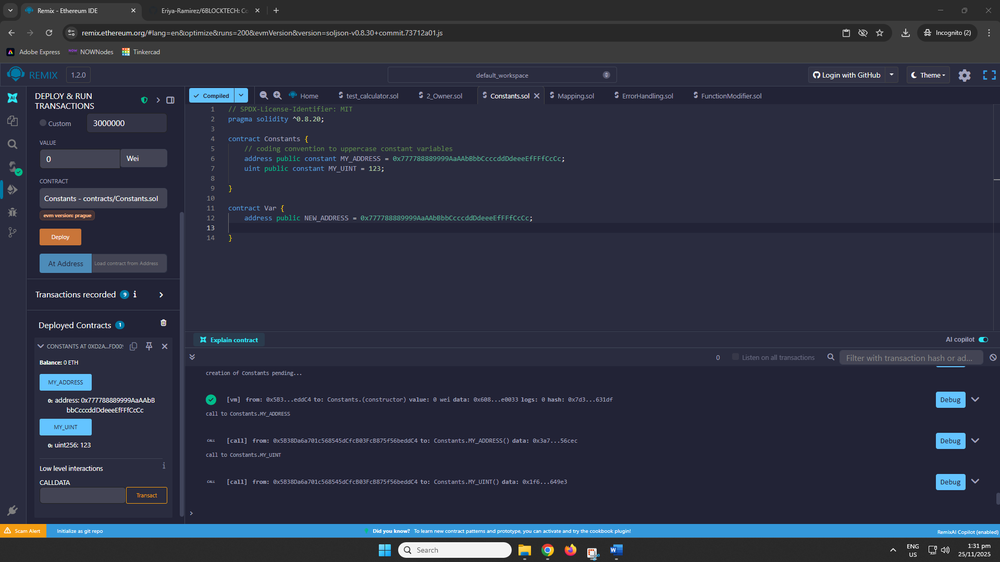 Remix - Ethereum IDE
Eriya-Ramirez/6BLOCKTECH: Co
remix.ethereum.org/#lang=en&optimize&runs=200&evmVersion&version=soljson-v0.8.30+commit.73712a01.js
Incognito (2)
Adobe Express
NOWNodes
Tinkercad
REMIX
1.2.0
default_workspace
Login with GitHub
Theme
DEPLOY & RUN
TRANSACTIONS
Compiled
Home
test_calculator.sol
2_Owner.sol
Constants.sol
Mapping.sol
ErrorHandling.sol
FunctionModifier.sol
Custom
3000000
VALUE
0
Wei
CONTRACT
Constants - contracts/Constants.sol
evm version: prague
Deploy
At Address
Load contract from Address
Transactions recorded 9 i
Deployed Contracts 1
CONSTANTS AT 0XD2A...FD005
Balance: 0 ETH
MY_ADDRESS
0: address: 0x777788889999AaAAbB
bbCcccddDdeeeEfFFfCcCc
MY_UINT
0: uint256: 123
Low level interactions
i
CALLDATA
Transact
1 // SPDX-License-Identifier: MIT
2 pragma solidity ^0.8.20;
3
4 contract Constants {
5 // coding convention to uppercase constant variables
6 address public constant MY_ADDRESS = 0x777788889999AaAAbBbbCcccddDdeeeEfFFfCcCc;
7 uint public constant MY_UINT = 123;
8
9 }
10
11 contract Var {
12 address public NEW_ADDRESS = 0x777788889999AaAAbBbbCcccddDdeeeEfFFfCcCc;
13
14 }
Explain contract
AI copilot
0
Listen on all transactions
Filter with transaction hash or ad...
creation of Constants pending...
[vm] from: 0x5B3...eddC4 to: Constants.(constructor) value: 0 wei data: 0x608...e0033 logs: 0 hash: 0x7d3...631df
Debug
call to Constants.MY_ADDRESS
CALL [call] from: 0x5B38Da6a701c568545dCfcB03FcB875f56beddC4 to: Constants.MY_ADDRESS() data: 0x3a7...56cec
Debug
call to Constants.MY_UINT
CALL [call] from: 0x5B38Da6a701c568545dCfcB03FcB875f56beddC4 to: Constants.MY_UINT() data: 0x1f6...649e3
Debug
>
Scam Alert
Initialize as git repo
Did you know? To learn new contract patterns and prototype, you can activate and try the cookbook plugin!
RemixAI Copilot (enabled)
Search
ENG
US
1:31 pm
25/11/2025